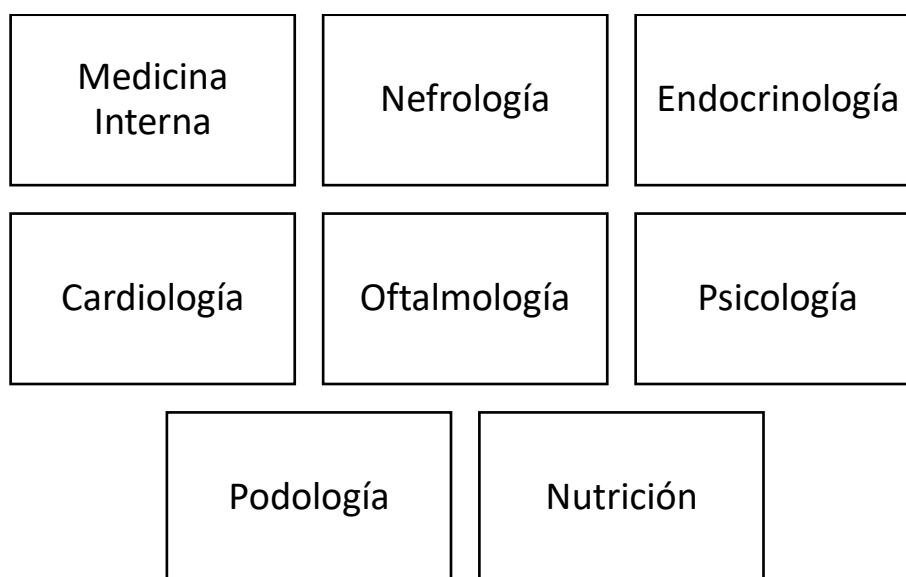 Medicina
Interna
Nefrología
Endocrinología
Cardiología
Oftalmología
Psicología
Podología
Nutrición